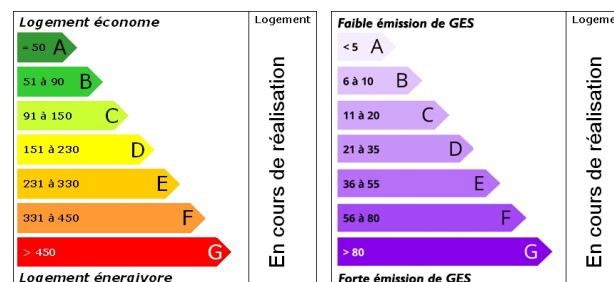 Logement économe
Logement
= 50 A
51 à 90 B
91 à 150 C
151 à 230 D
231 à 330 E
331 à 450 F
> 450 G
Logement énergivore
En cours de réalisation
Faible émission de GES
Logeme
< 5 A
6 à 10 B
11 à 20 C
21 à 35 D
36 à 55 E
56 à 80 F
> 80 G
Forte émission de GES
En cours de réalisation